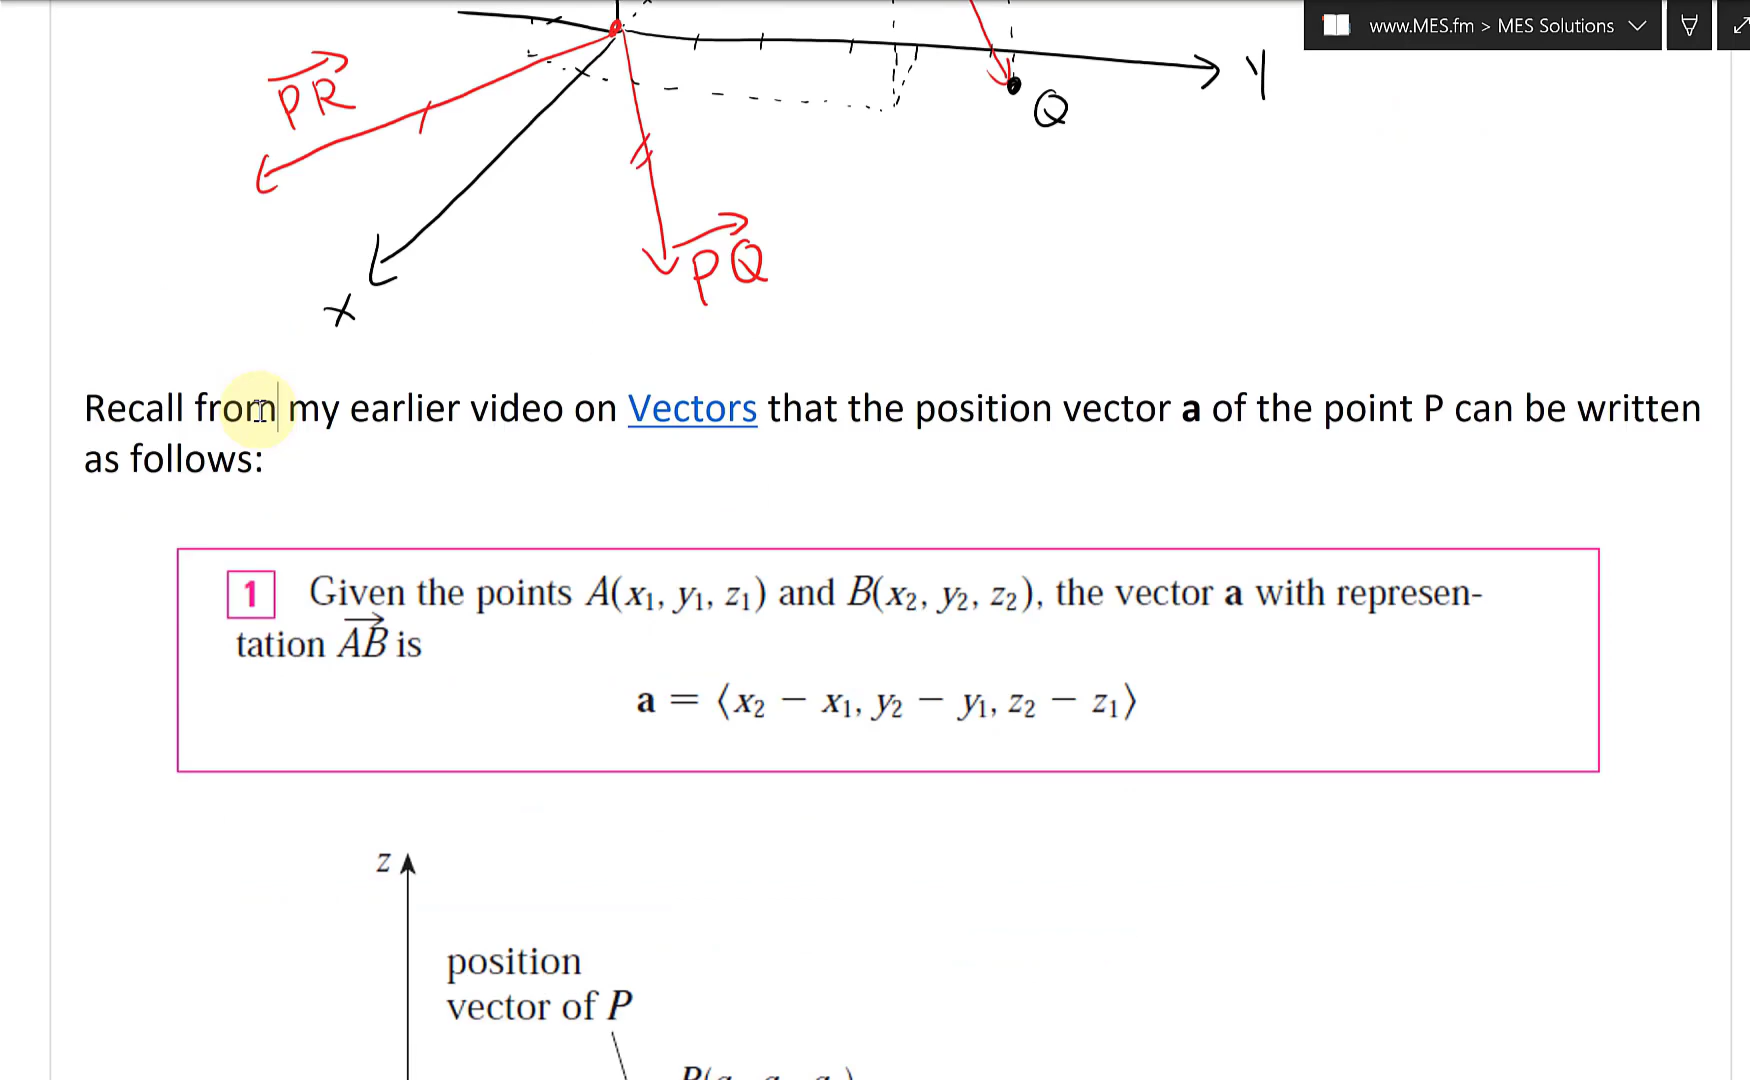 www.MES.fm > MES Solutions
PR
Y
Q
PQ
x
Recall from my earlier video on Vectors that the position vector a of the point P can be written
as follows:
1 Given the points A(x₁, y₁, z₁) and B(x₂, y₂, z₂), the vector a with represen-
tation AB is
a = ⟨x₂ − x₁, y₂ − y₁, z₂ − z₁⟩
z
position
vector of P